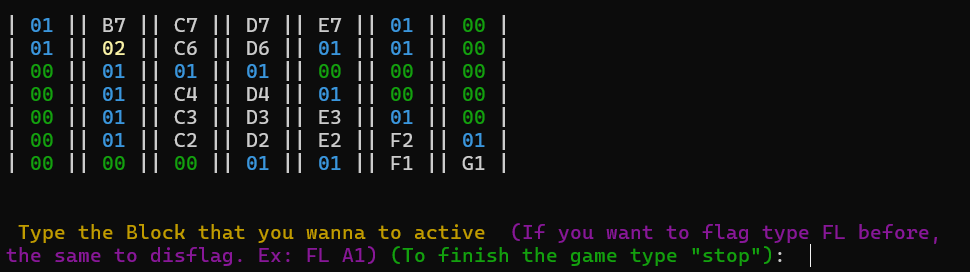 | 01 || B7 || C7 || D7 || E7 || 01 || 00 |
| 01 || 02 || C6 || D6 || 01 || 01 || 00 |
| 00 || 01 || 01 || 01 || 00 || 00 || 00 |
| 00 || 01 || C4 || D4 || 01 || 00 || 00 |
| 00 || 01 || C3 || D3 || E3 || 01 || 00 |
| 00 || 01 || C2 || D2 || E2 || F2 || 01 |
| 00 || 00 || 00 || 01 || 01 || F1 || G1 |
Type the Block that you wanna to active (If you want to flag type FL before,
the same to disflag. Ex: FL A1) (To finish the game type "stop"):